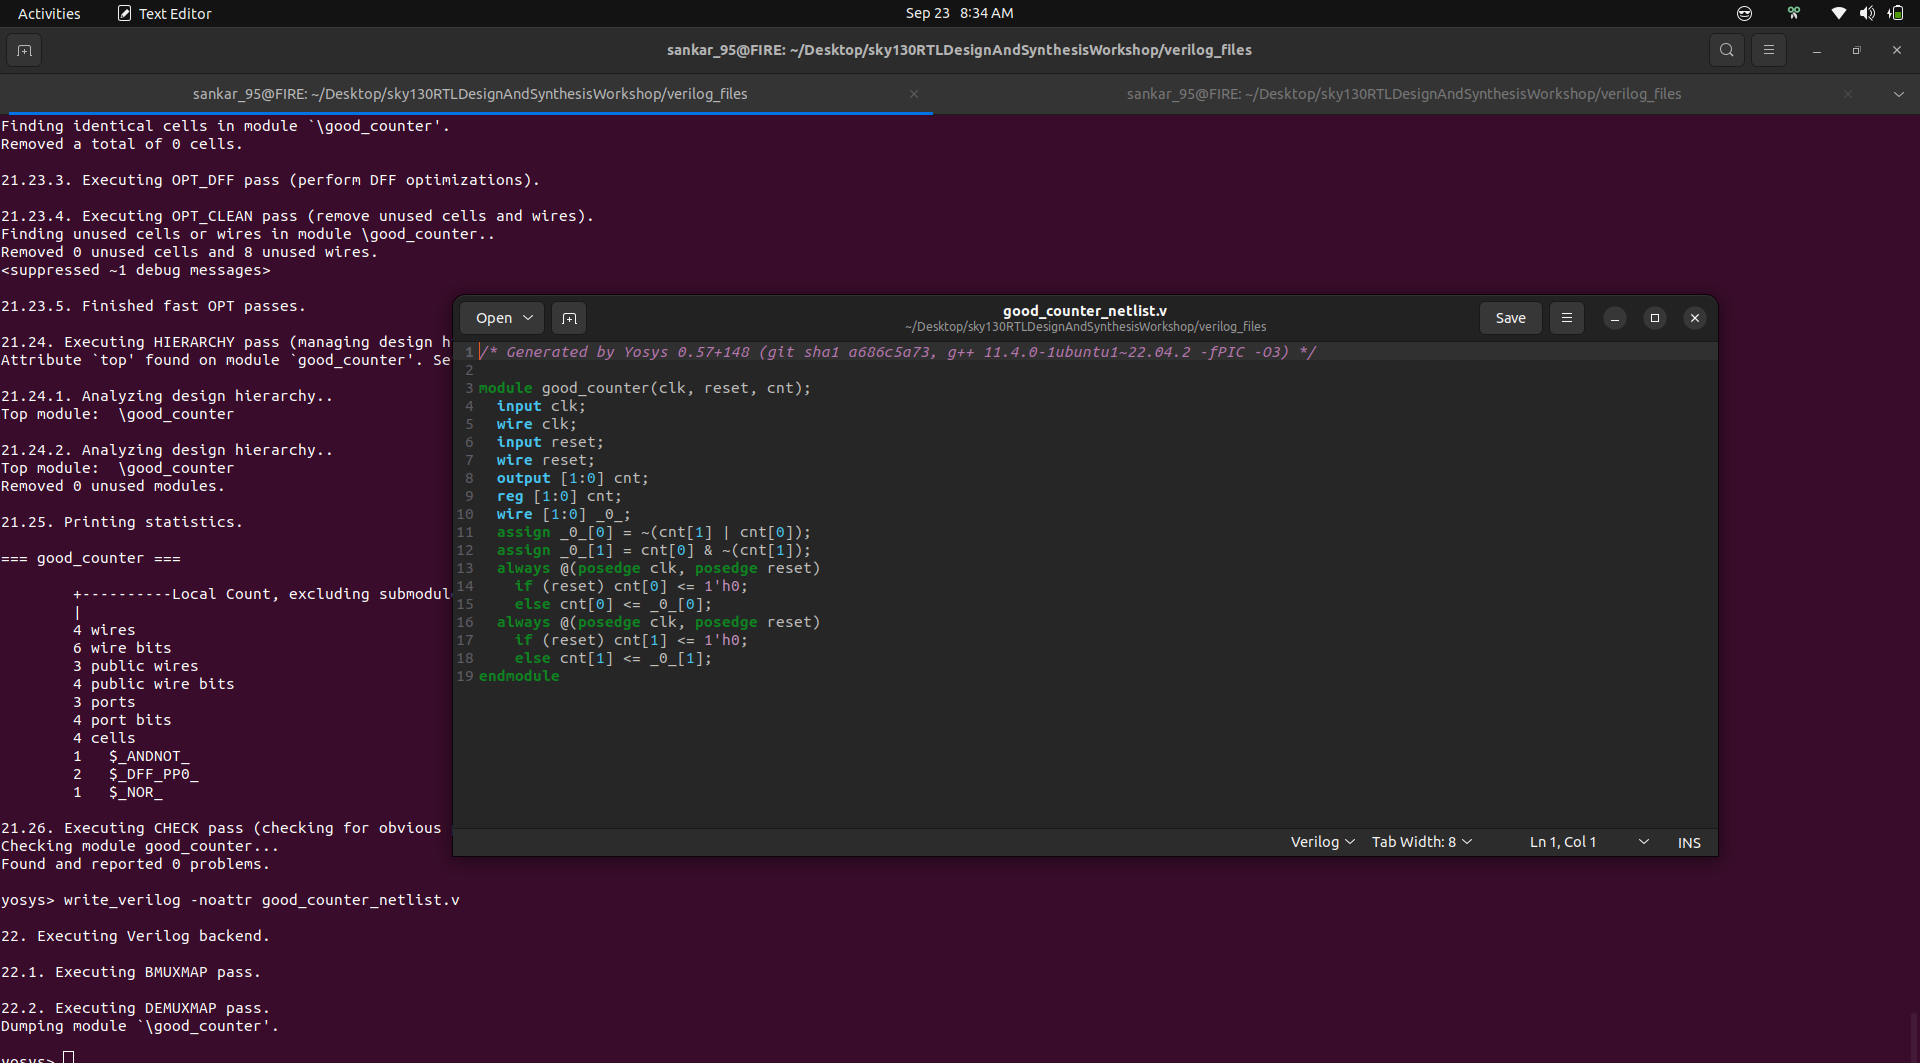 Activities
Text Editor
Sep 23 8:34 AM
sankar_95@FIRE: ~/Desktop/sky130RTLDesignAndSynthesisWorkshop/verilog_files
sankar_95@FIRE: ~/Desktop/sky130RTLDesignAndSynthesisWorkshop/verilog_files
sankar_95@FIRE: ~/Desktop/sky130RTLDesignAndSynthesisWorkshop/verilog_files
Finding identical cells in module `\good_counter'.
Removed a total of 0 cells.
21.23.3. Executing OPT_DFF pass (perform DFF optimizations).
21.23.4. Executing OPT_CLEAN pass (remove unused cells and wires).
Finding unused cells or wires in module \good_counter..
Removed 0 unused cells and 8 unused wires.
<suppressed ~1 debug messages>
21.23.5. Finished fast OPT passes.
21.24. Executing HIERARCHY pass (managing design h
Attribute `top' found on module `good_counter'. Se
21.24.1. Analyzing design hierarchy..
Top module:  \good_counter
21.24.2. Analyzing design hierarchy..
Top module:  \good_counter
Removed 0 unused modules.
21.25. Printing statistics.
=== good_counter ===
+----------Local Count, excluding submodul
|
4 wires
6 wire bits
3 public wires
4 public wire bits
3 ports
4 port bits
4 cells
1   $_ANDNOT_
2   $_DFF_PP0_
1   $_NOR_
21.26. Executing CHECK pass (checking for obvious
Checking module good_counter...
Found and reported 0 problems.
yosys> write_verilog -noattr good_counter_netlist.v
22. Executing Verilog backend.
22.1. Executing BMUXMAP pass.
22.2. Executing DEMUXMAP pass.
Dumping module `\good_counter'.
yosys>
Open
good_counter_netlist.v
~/Desktop/sky130RTLDesignAndSynthesisWorkshop/verilog_files
Save
1 /* Generated by Yosys 0.57+148 (git sha1 a686c5a73, g++ 11.4.0-1ubuntu1~22.04.2 -fPIC -O3) */
2
3 module good_counter(clk, reset, cnt);
4   input clk;
5   wire clk;
6   input reset;
7   wire reset;
8   output [1:0] cnt;
9   reg [1:0] cnt;
10   wire [1:0] _0_;
11   assign _0_[0] = ~(cnt[1] | cnt[0]);
12   assign _0_[1] = cnt[0] & ~(cnt[1]);
13   always @(posedge clk, posedge reset)
14     if (reset) cnt[0] <= 1'h0;
15     else cnt[0] <= _0_[0];
16   always @(posedge clk, posedge reset)
17     if (reset) cnt[1] <= 1'h0;
18     else cnt[1] <= _0_[1];
19 endmodule
Verilog
Tab Width: 8
Ln 1, Col 1
INS